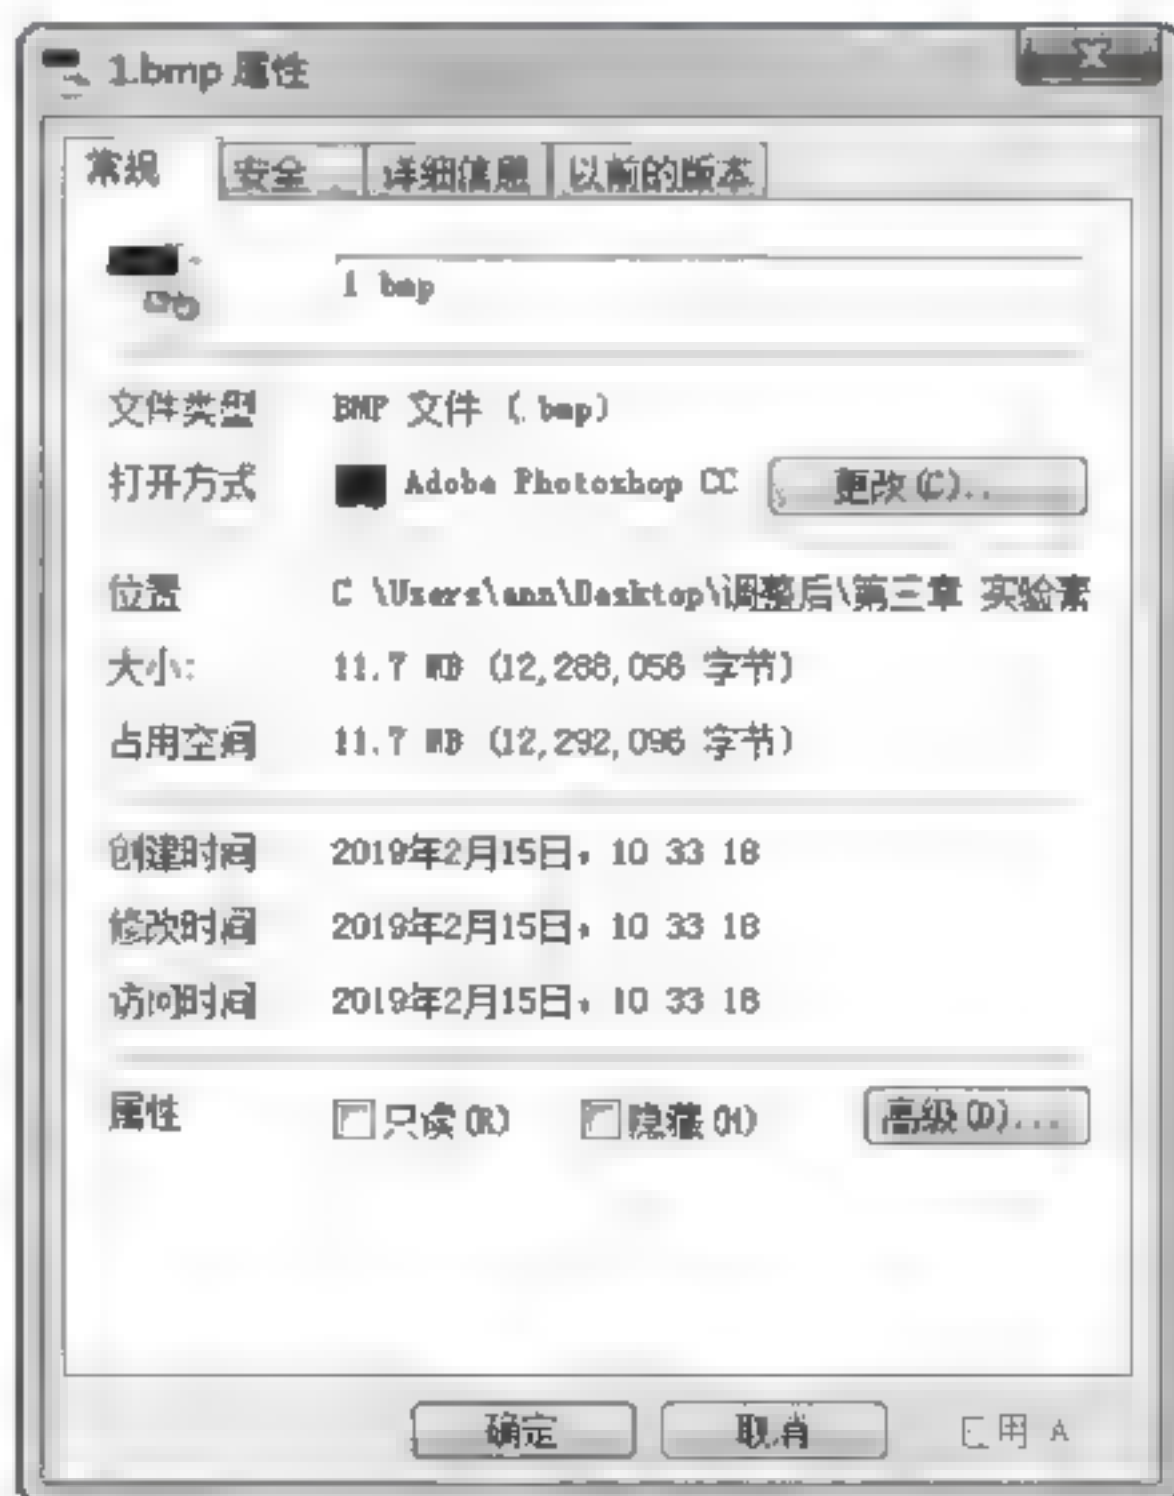 1.bmp 属性
常规 安全 详细信息 以前的版本
1 bmp
文件类型 BMP 文件 (.bmp)
打开方式 Adobe Photoshop CC 更改(C)..
位置 C \Users\ann\Desktop\调整后\第三章 实验素
大小: 11.7 MB (12,288,056 字节)
占用空间 11.7 MB (12,292,096 字节)
创建时间 2019年2月15日, 10 33 18
修改时间 2019年2月15日, 10 33 18
访问时间 2019年2月15日, 10 33 18
属性 只读(R) 隐藏(H) 高级(D)...
确定 取消 用 A